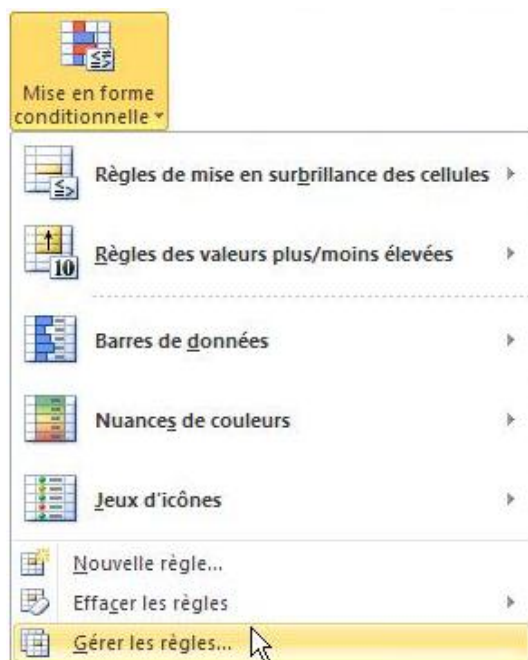 Mise en forme
conditionnelle
Règles de mise en surbrillance des cellules
Règles des valeurs plus/moins élevées
10
Barres de données
Nuances de couleurs
Jeux d'icônes
Nouvelle règle...
Effacer les règles
Gérer les règles...